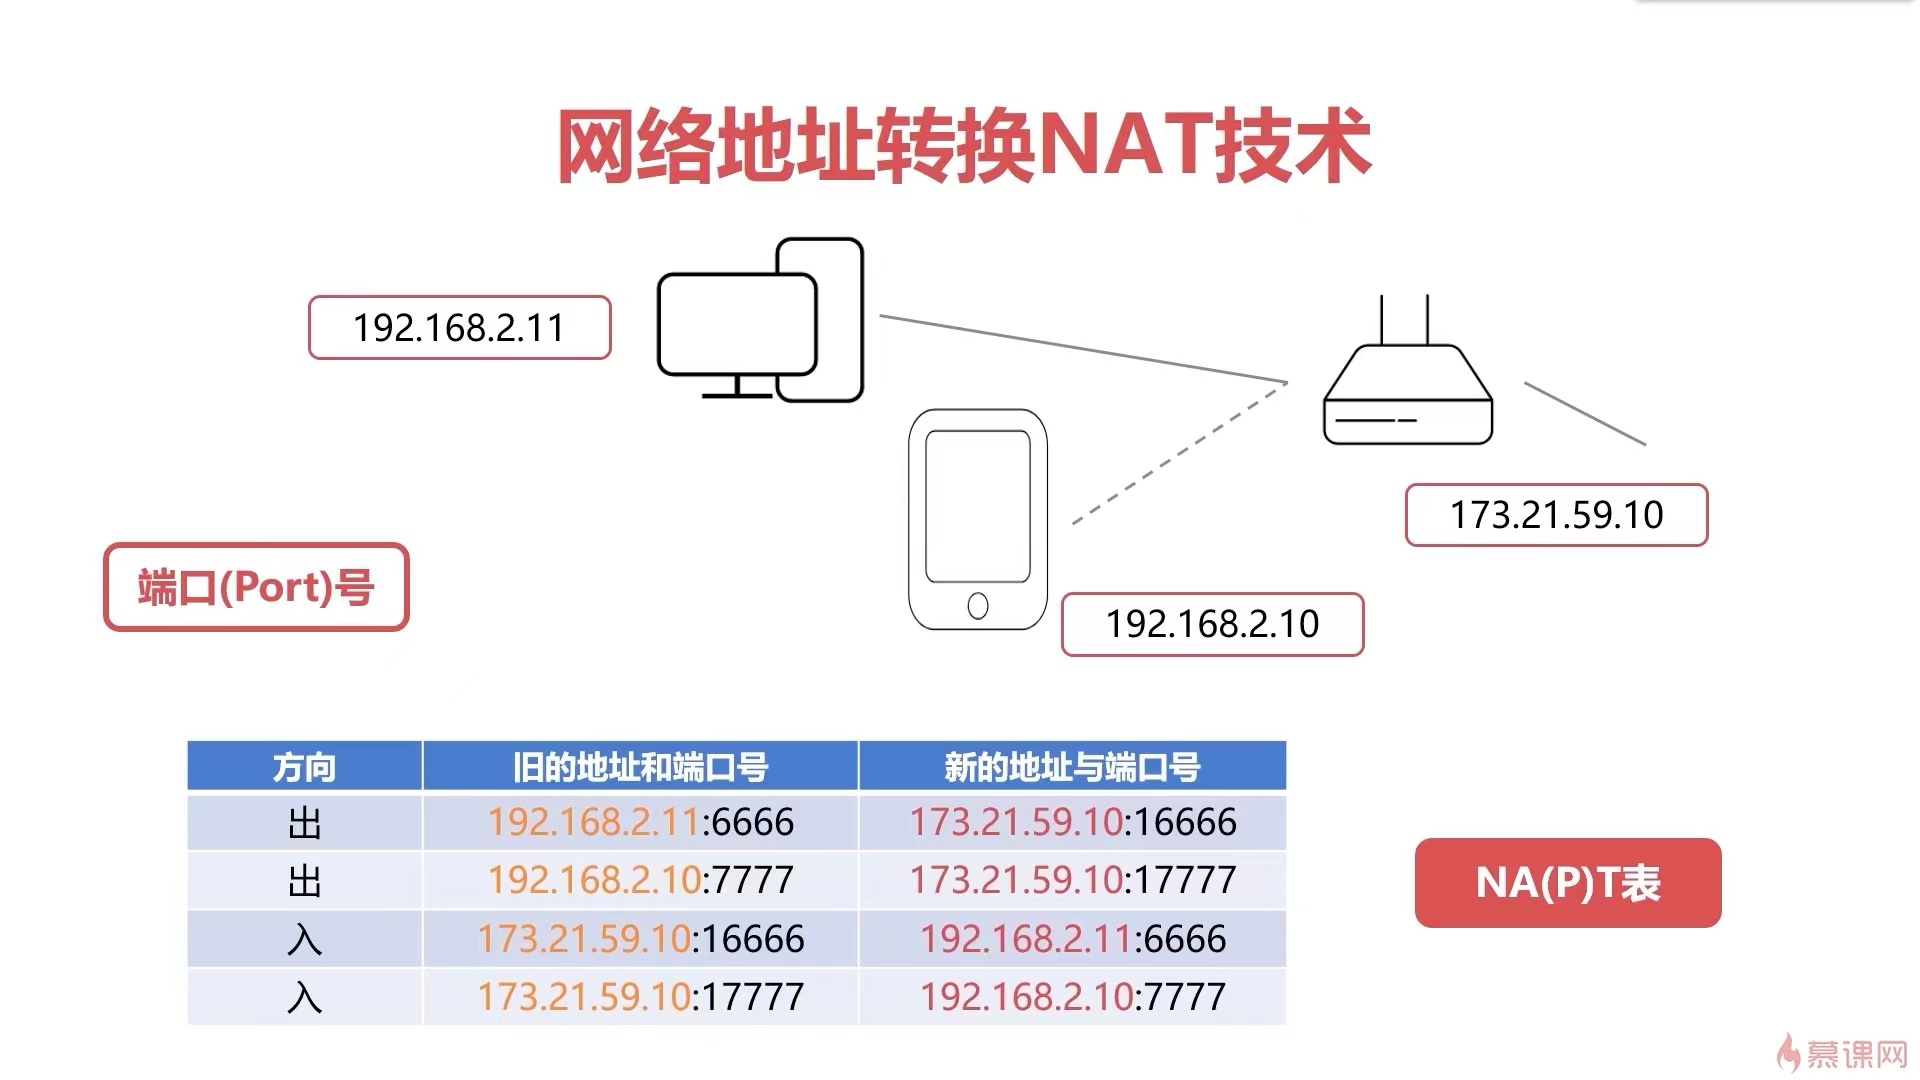 网络地址转换NAT技术
192.168.2.11
173.21.59.10
端口(Port)号
192.168.2.10
方向 旧的地址和端口号 新的地址与端口号
出 192.168.2.11:6666 173.21.59.10:16666
出 192.168.2.10:7777 173.21.59.10:17777
入 173.21.59.10:16666 192.168.2.11:6666
入 173.21.59.10:17777 192.168.2.10:7777
NA(P)T表
慕课网